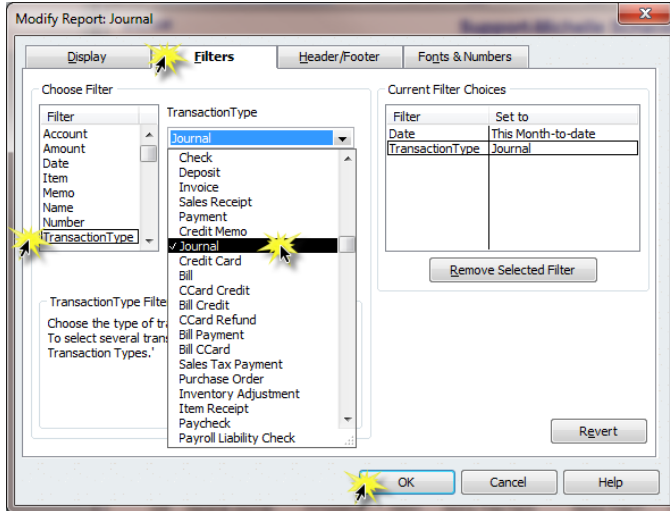 Modify Report: Journal
Display
Filters
Header/Footer
Fonts & Numbers
Choose Filter
Filter
Account
Amount
Date
Item
Memo
Name
Number
TransactionType
TransactionType
Journal
Check
Deposit
Invoice
Sales Receipt
Payment
Credit Memo
✓ Journal
Credit Card
Bill
CCard Credit
Bill Credit
CCard Refund
Bill Payment
Bill CCard
Sales Tax Payment
Purchase Order
Inventory Adjustment
Item Receipt
Paycheck
Payroll Liability Check
TransactionType Filte
Choose the type of tra
To select several trans
Transaction Types.'
Current Filter Choices
Filter Set to
Date This Month-to-date
TransactionType Journal
Remove Selected Filter
Revert
OK
Cancel
Help